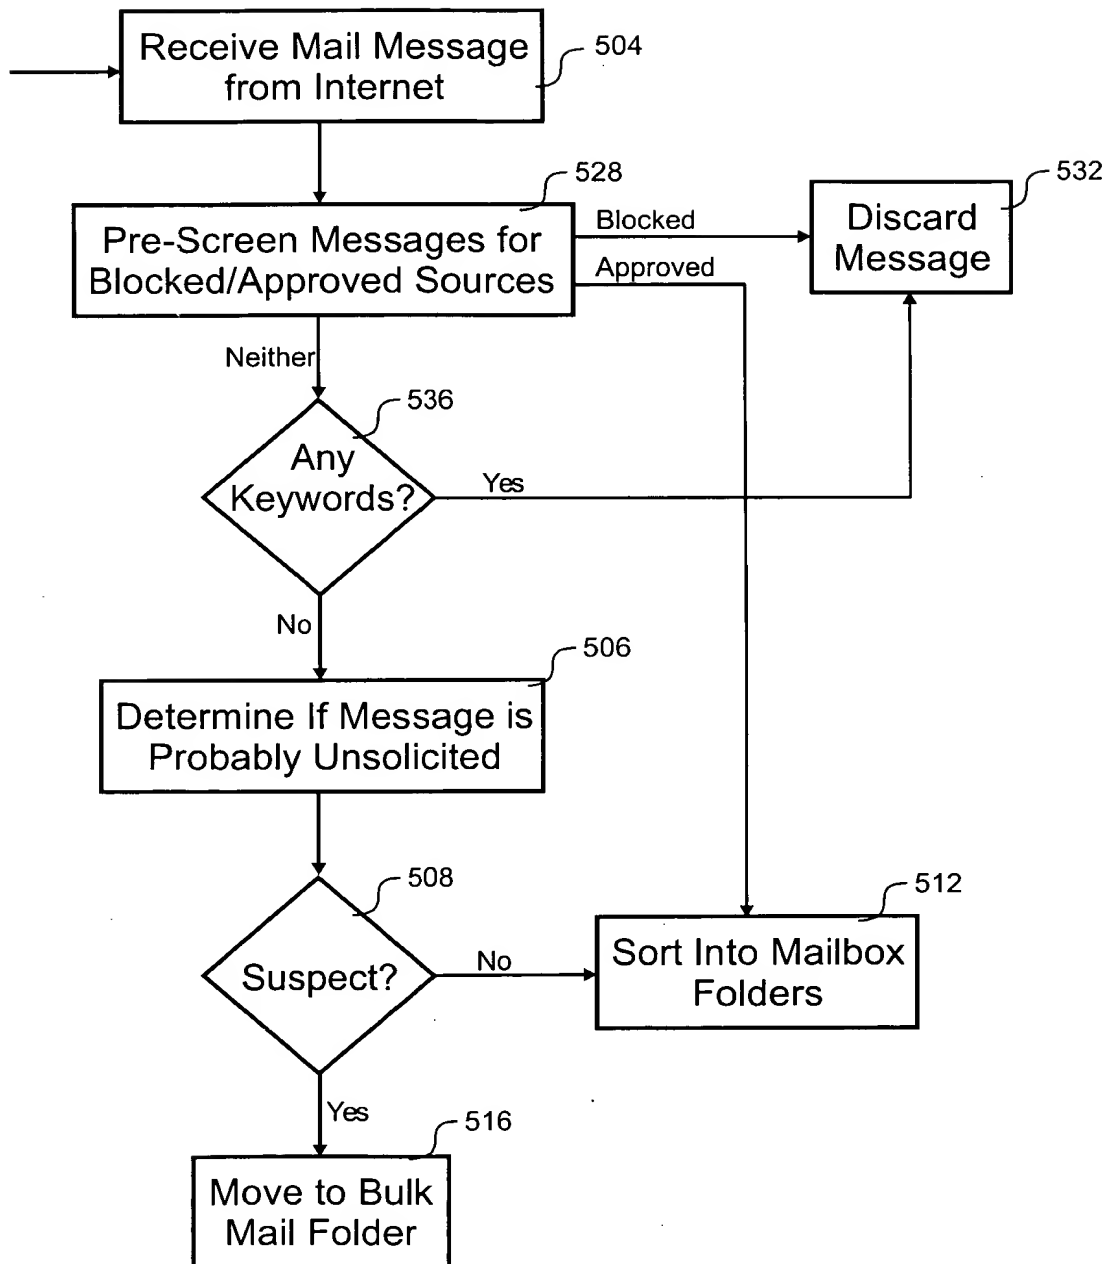 Receive Mail Message
from Internet
504
528
Pre-Screen Messages for
Blocked/Approved Sources
Blocked
Approved
532
Discard
Message
Neither
536
Any
Keywords?
Yes
No
506
Determine If Message is
Probably Unsolicited
508
Suspect?
No
512
Sort Into Mailbox
Folders
Yes
516
Move to Bulk
Mail Folder